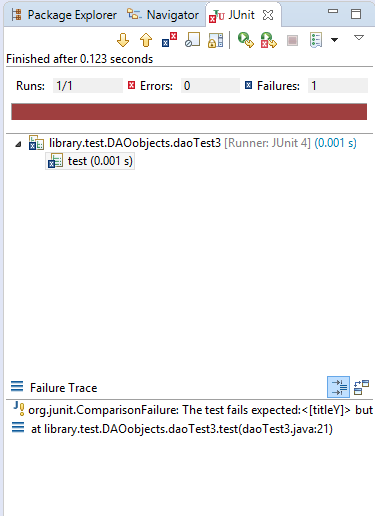 Package Explorer Navigator JUnit
Finished after 0.123 seconds
Runs: 1/1 Errors: 0 Failures: 1
library.test.DAOobjects.daoTest3 [Runner: JUnit 4] (0.001 s)
test (0.001 s)
Failure Trace
org.junit.ComparisonFailure: The test fails expected:<[titleY]> but
at library.test.DAOobjects.daoTest3.test(daoTest3.java:21)